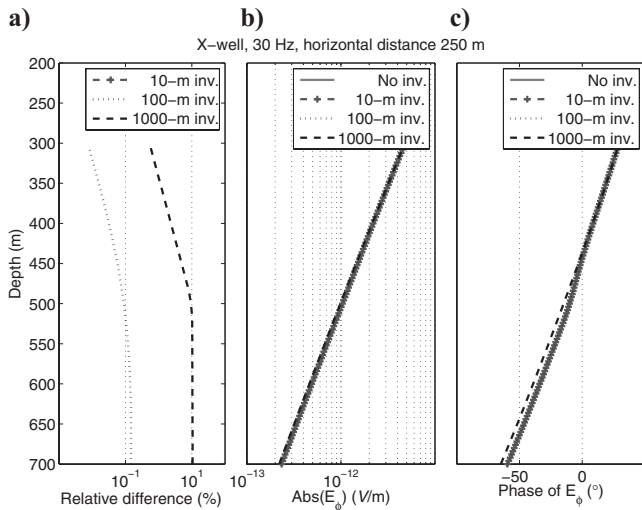 a)
b)
c)
X-well, 30 Hz, horizontal distance 250 m
200
250
300
350
400
450
500
550
600
650
700
Depth (m)
10-m inv.
100-m inv.
1000-m inv.
10⁻¹
10¹
Relative difference (%)
No inv.
10-m inv.
100-m inv.
1000-m inv.
10⁻¹³
10⁻¹²
Abs(E_ϕ) (V/m)
No inv.
10-m inv.
100-m inv.
1000-m inv.
−50
0
Phase of E_ϕ (°)